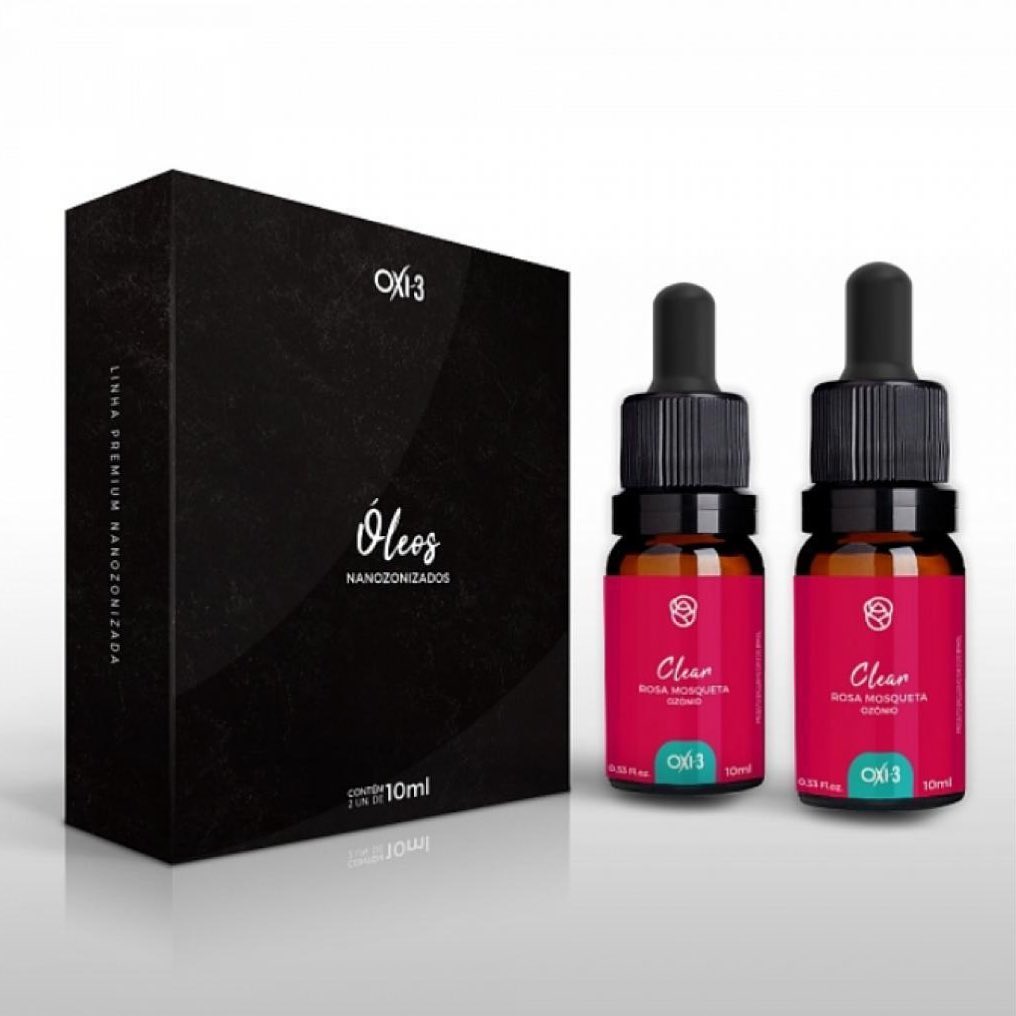 OXI-3
LINHA PREMIUM NANOZONIZADA
Óleos
NANOZONIZADOS
CONTÉM
2 UN DE 10ml
Clear
ROSA MOSQUETA
OZÔNIO
OXI-3
0.33 Fl.oz. 10ml
Clear
ROSA MOSQUETA
OZÔNIO
OXI-3
0.33 Fl.oz. 10ml